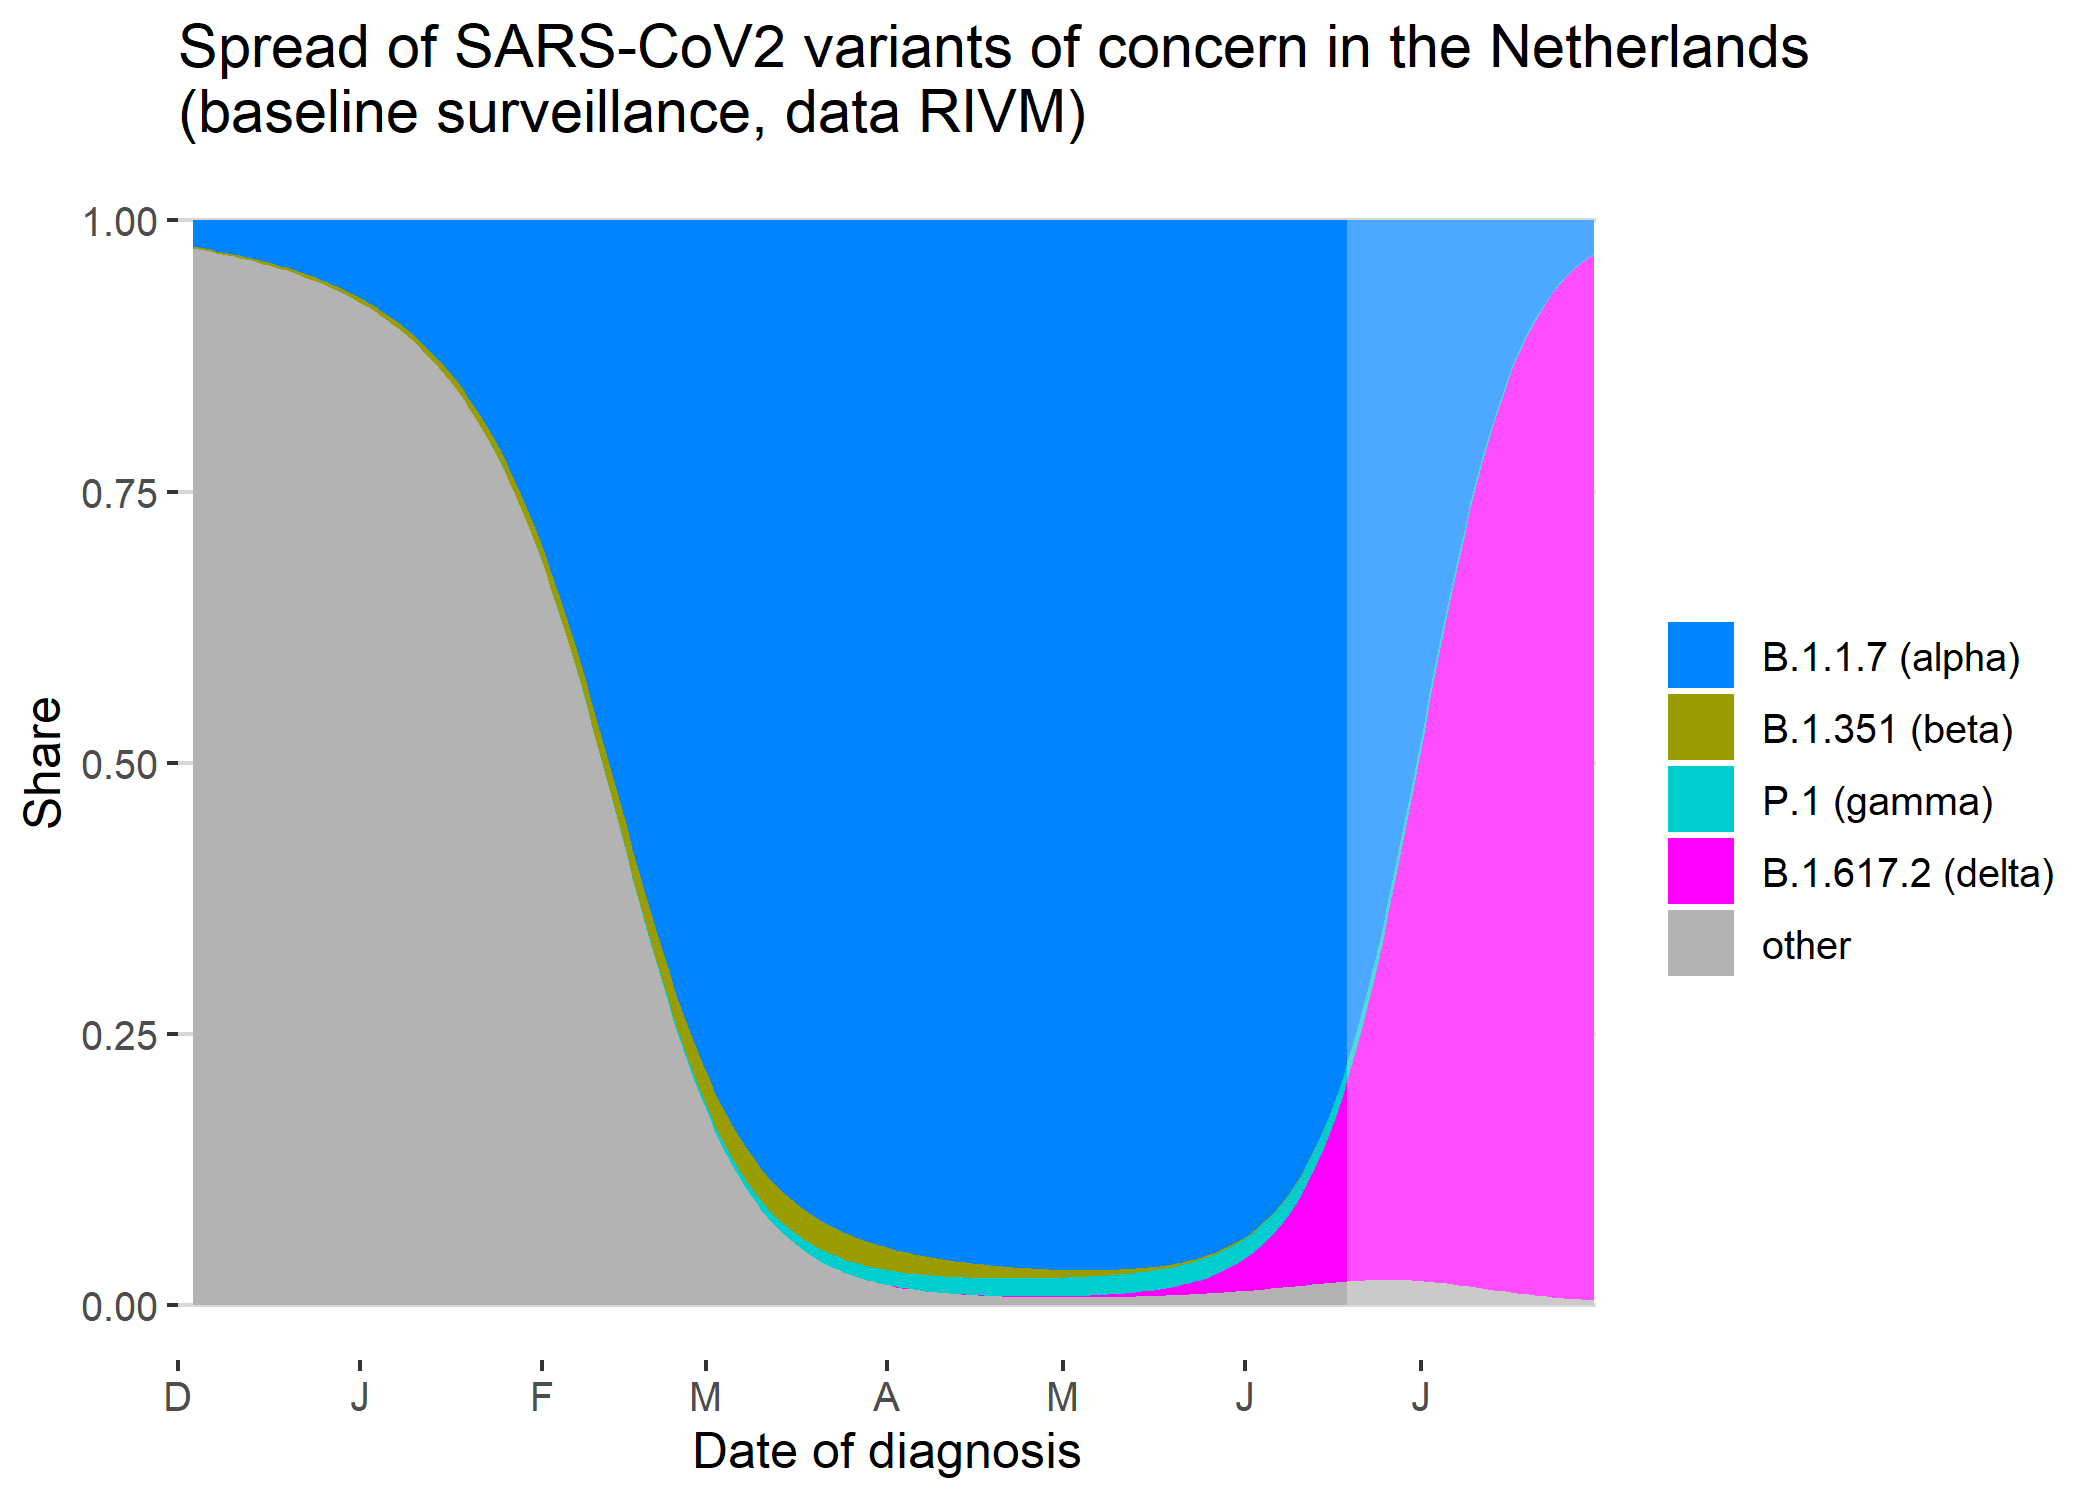 Spread of SARS-CoV2 variants of concern in the Netherlands
(baseline surveillance, data RIVM)
1.00
0.75
0.50
0.25
0.00
Share
D J F M A M J J
Date of diagnosis
B.1.1.7 (alpha)
B.1.351 (beta)
P.1 (gamma)
B.1.617.2 (delta)
other